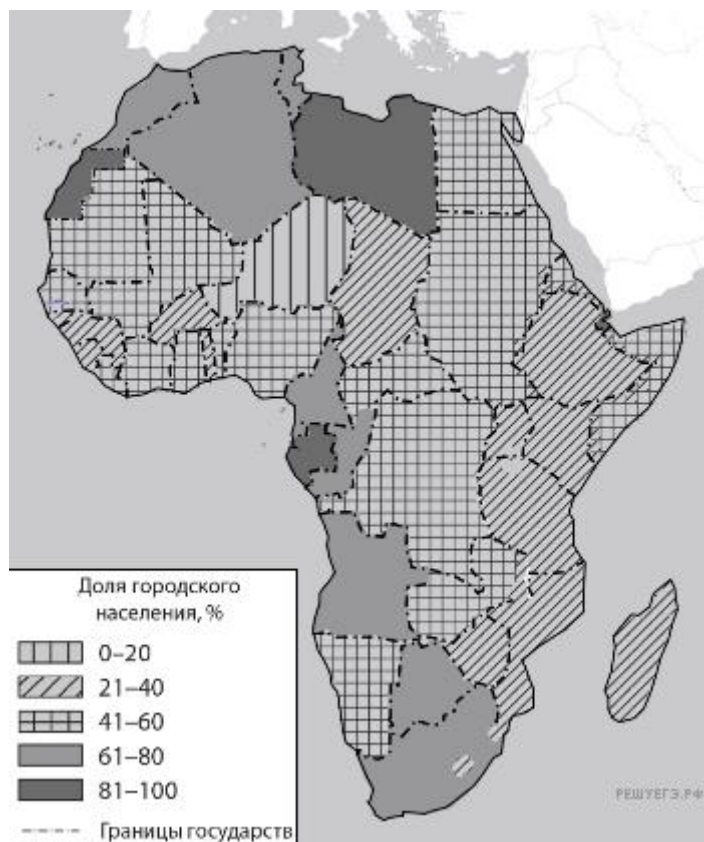 Доля городского
населения, %
0–20
21–40
41–60
61–80
81–100
Границы государств
РЕШУЕГЭ.РФ